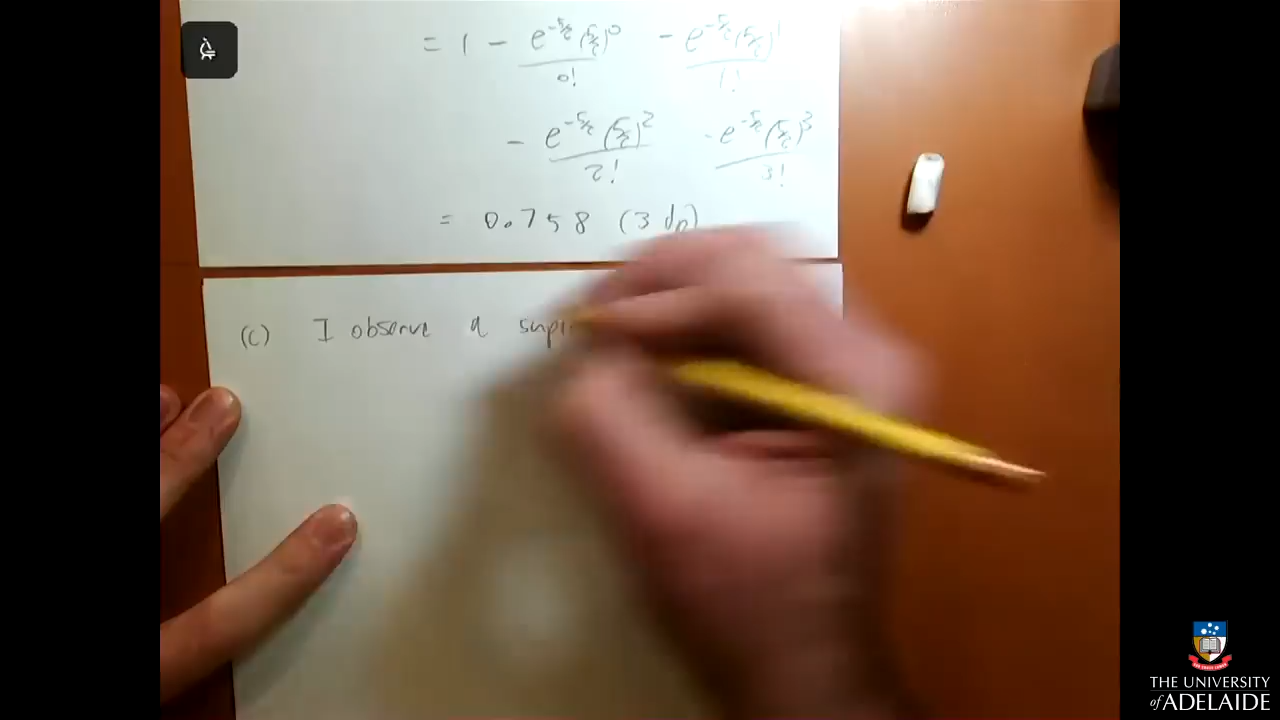 = 1 - e^{-5/2} (5/2)^0 / 0! - e^{-5/2} (5/2)^1 / 1!
- e^{-5/2} (5/2)^2 / 2! - e^{-5/2} (5/2)^3 / 3!
= 0.758 (3 dp)
(c) I observe a
THE UNIVERSITY
of ADELAIDE